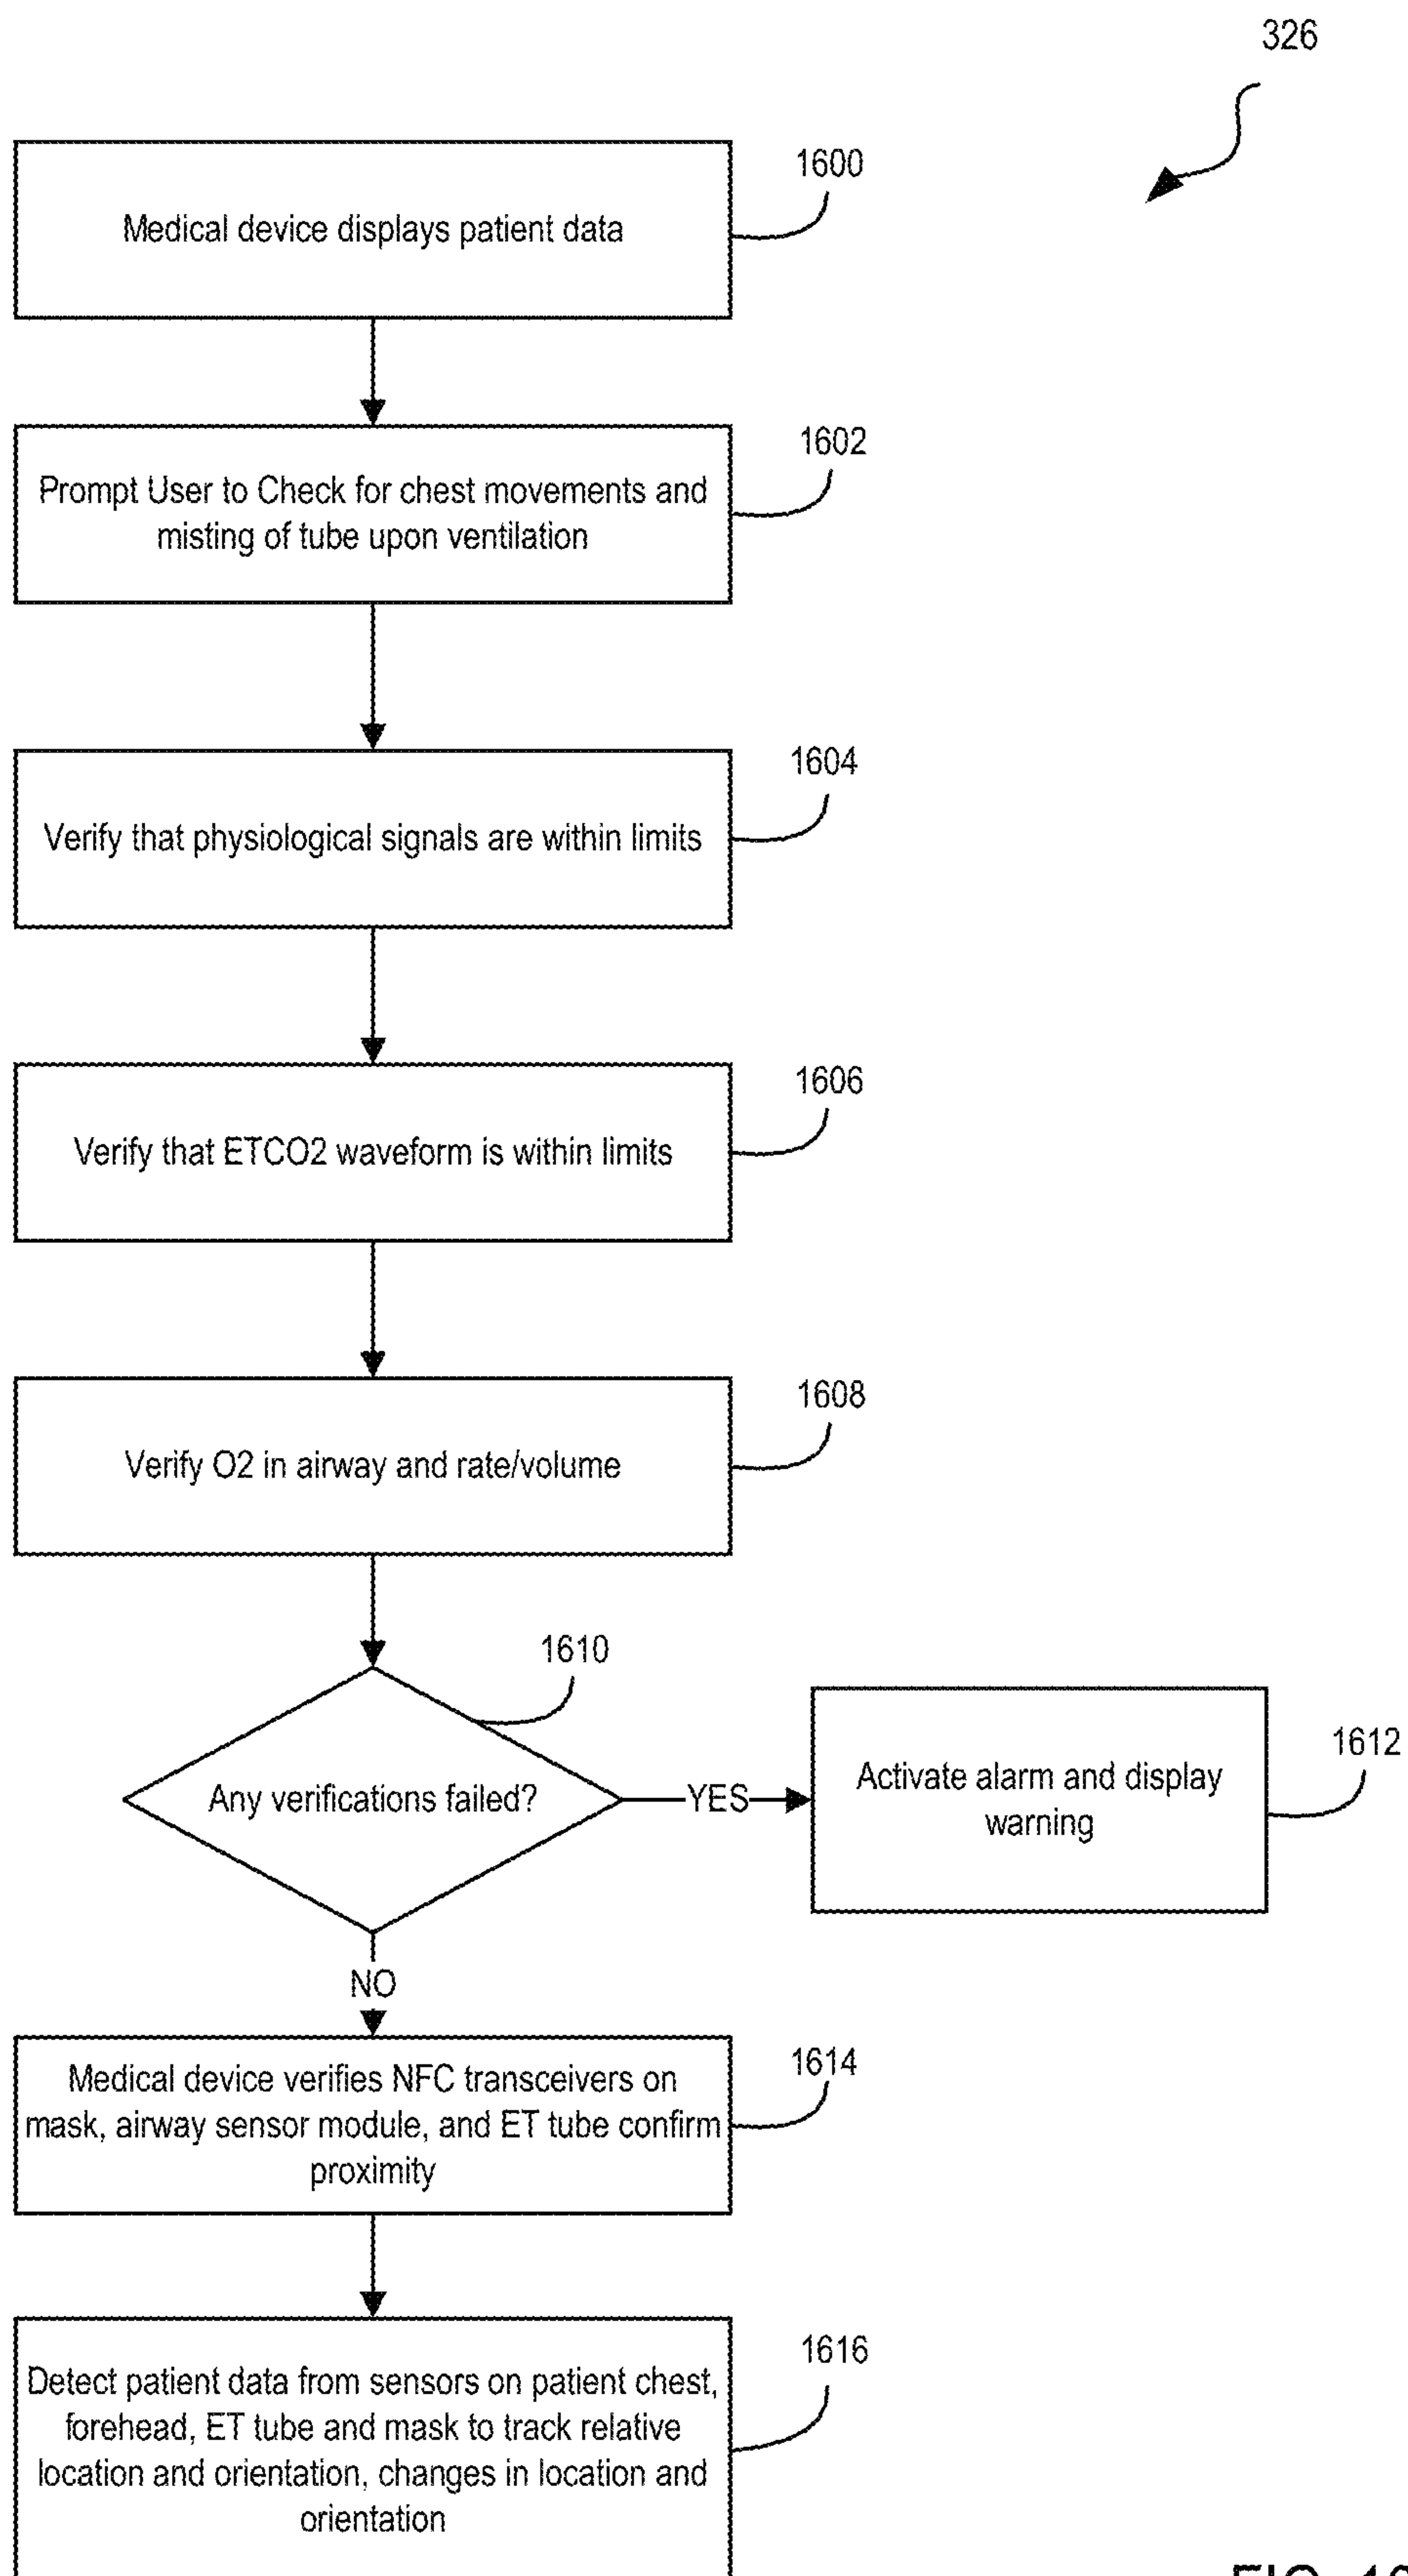 326
1600
Medical device displays patient data
1602
Prompt User to Check for chest movements and
misting of tube upon ventilation
1604
Verify that physiological signals are within limits
1606
Verify that ETCO2 waveform is within limits
1608
Verify O2 in airway and rate/volume
1610
Any verifications failed?
YES
1612
Activate alarm and display
warning
NO
1614
Medical device verifies NFC transceivers on
mask, airway sensor module, and ET tube confirm
proximity
1616
Detect patient data from sensors on patient chest,
forehead, ET tube and mask to track relative
location and orientation, changes in location and
orientation